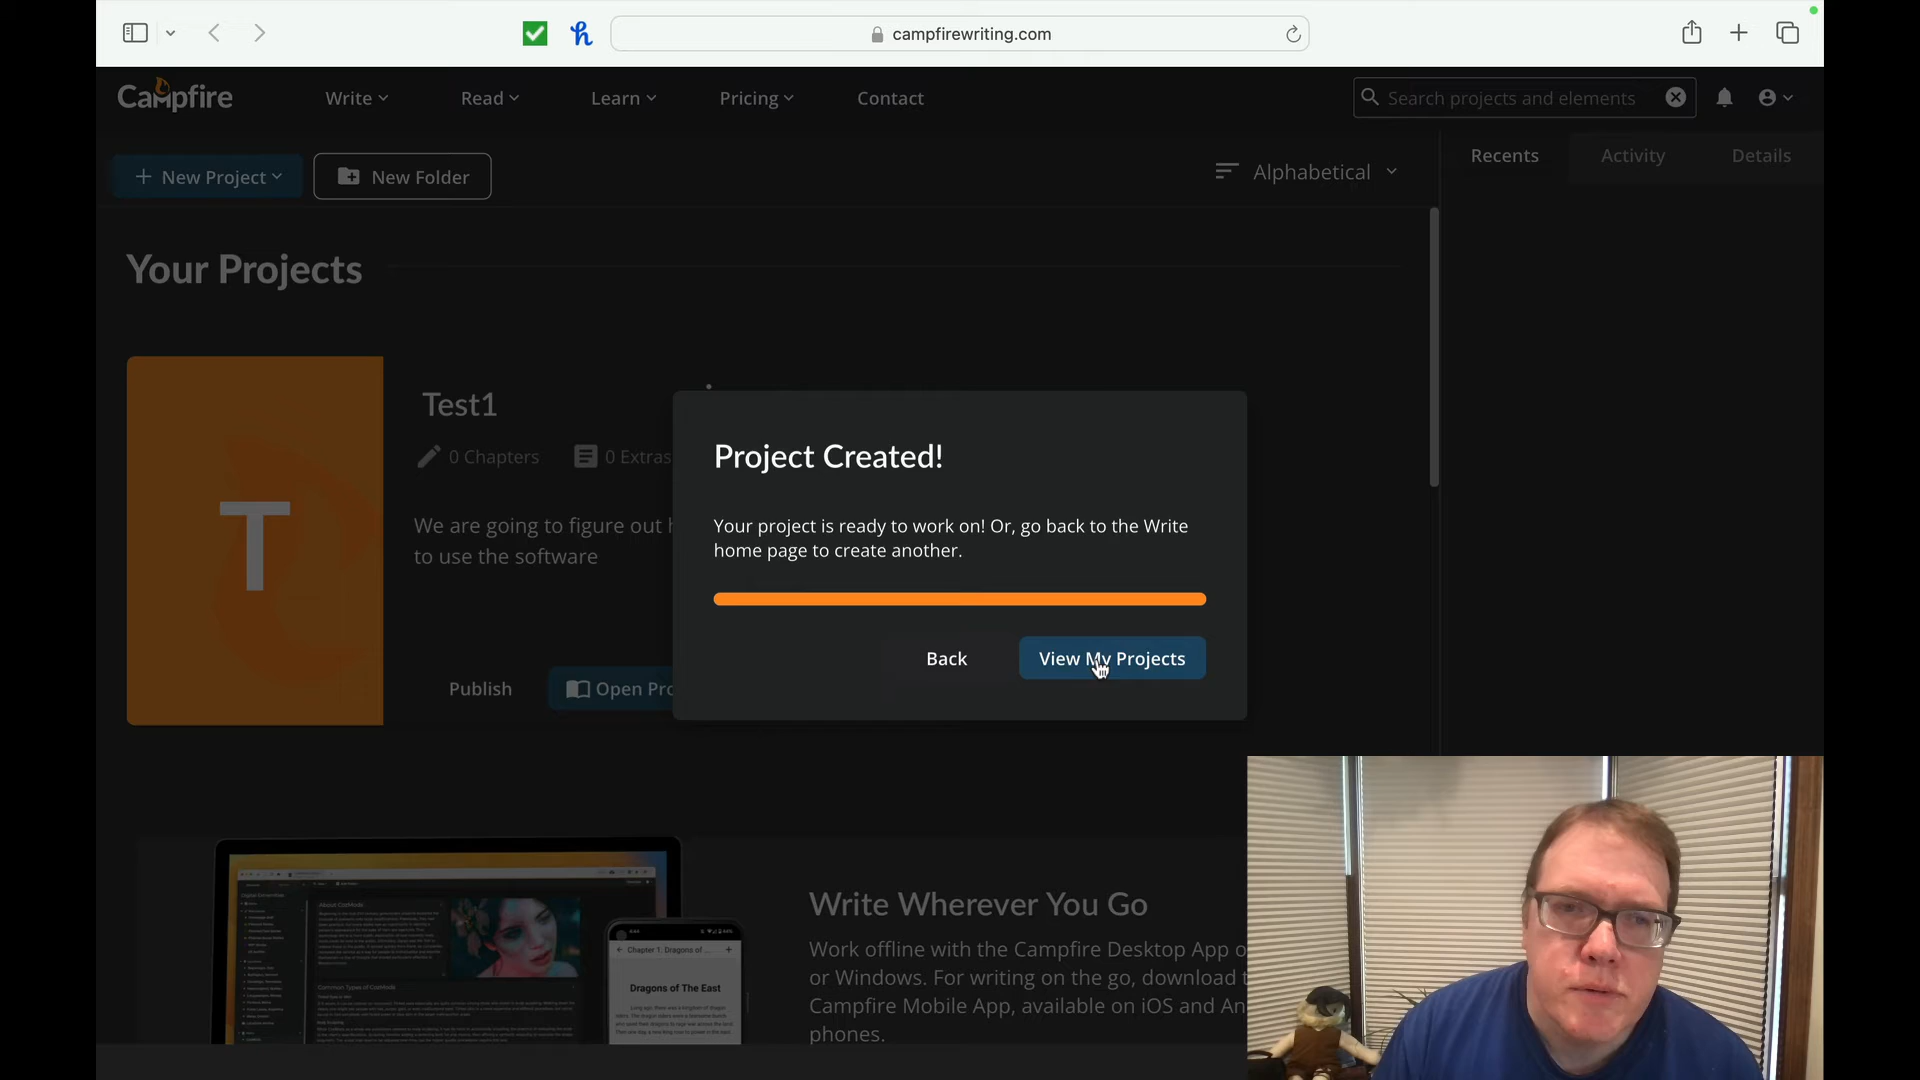 campfirewriting.com
Campfire
Write
Read
Learn
Pricing
Contact
Search projects and elements
+ New Project
New Folder
Alphabetical
Recents
Activity
Details
Your Projects
T
Test1
0 Chapters
0 Extras
We are going to figure out h
to use the software
Publish
Open Pro
Project Created!
Your project is ready to work on! Or, go back to the Write
home page to create another.
Back
View My Projects
Chapter 1: Dragons of ...
Dragons of The East
Write Wherever You Go
Work offline with the Campfire Desktop App o
or Windows. For writing on the go, download t
Campfire Mobile App, available on iOS and An
phones.